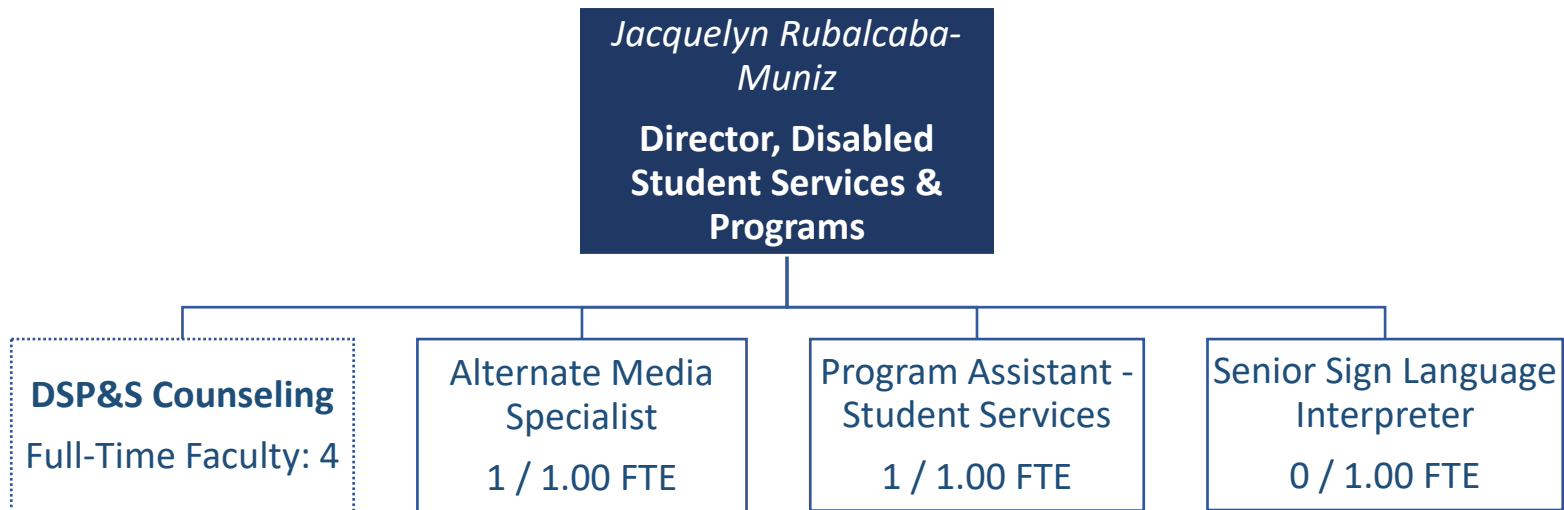 Jacquelyn Rubalcaba-
Muniz
Director, Disabled
Student Services &
Programs
DSP&S Counseling
Full-Time Faculty: 4
Alternate Media
Specialist
1 / 1.00 FTE
Program Assistant -
Student Services
1 / 1.00 FTE
Senior Sign Language
Interpreter
0 / 1.00 FTE